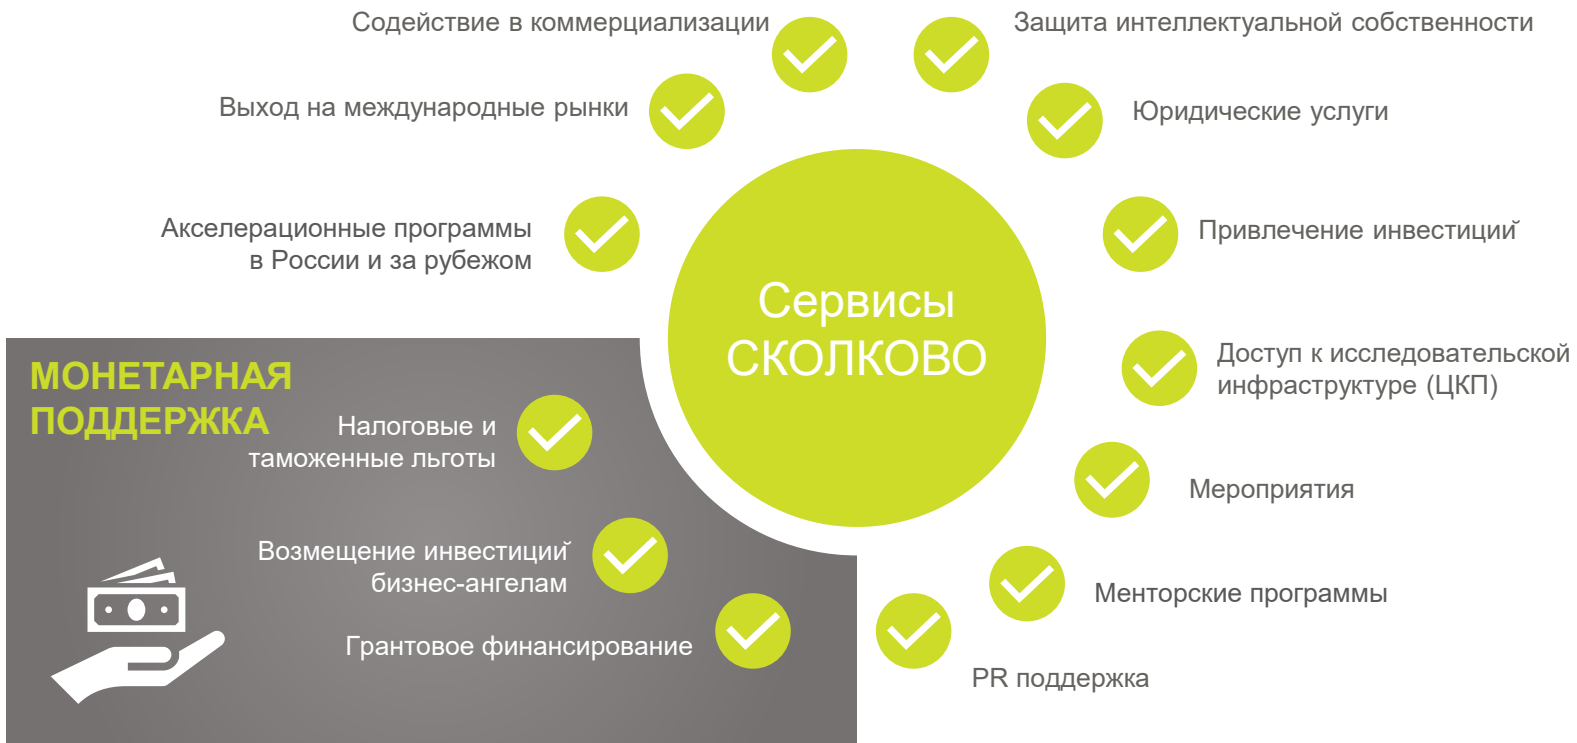 Содействие в коммерциализации
Защита интеллектуальной собственности
Выход на международные рынки
Юридические услуги
Акселерационные программы
в России и за рубежом
Привлечение инвестиций
Сервисы
СКОЛКОВО
Доступ к исследовательской
инфраструктуре (ЦКП)
МОНЕТАРНАЯ
ПОДДЕРЖКА
Налоговые и
таможенные льготы
Мероприятия
Возмещение инвестиций
бизнес-ангелам
Менторские программы
Грантовое финансирование
PR поддержка